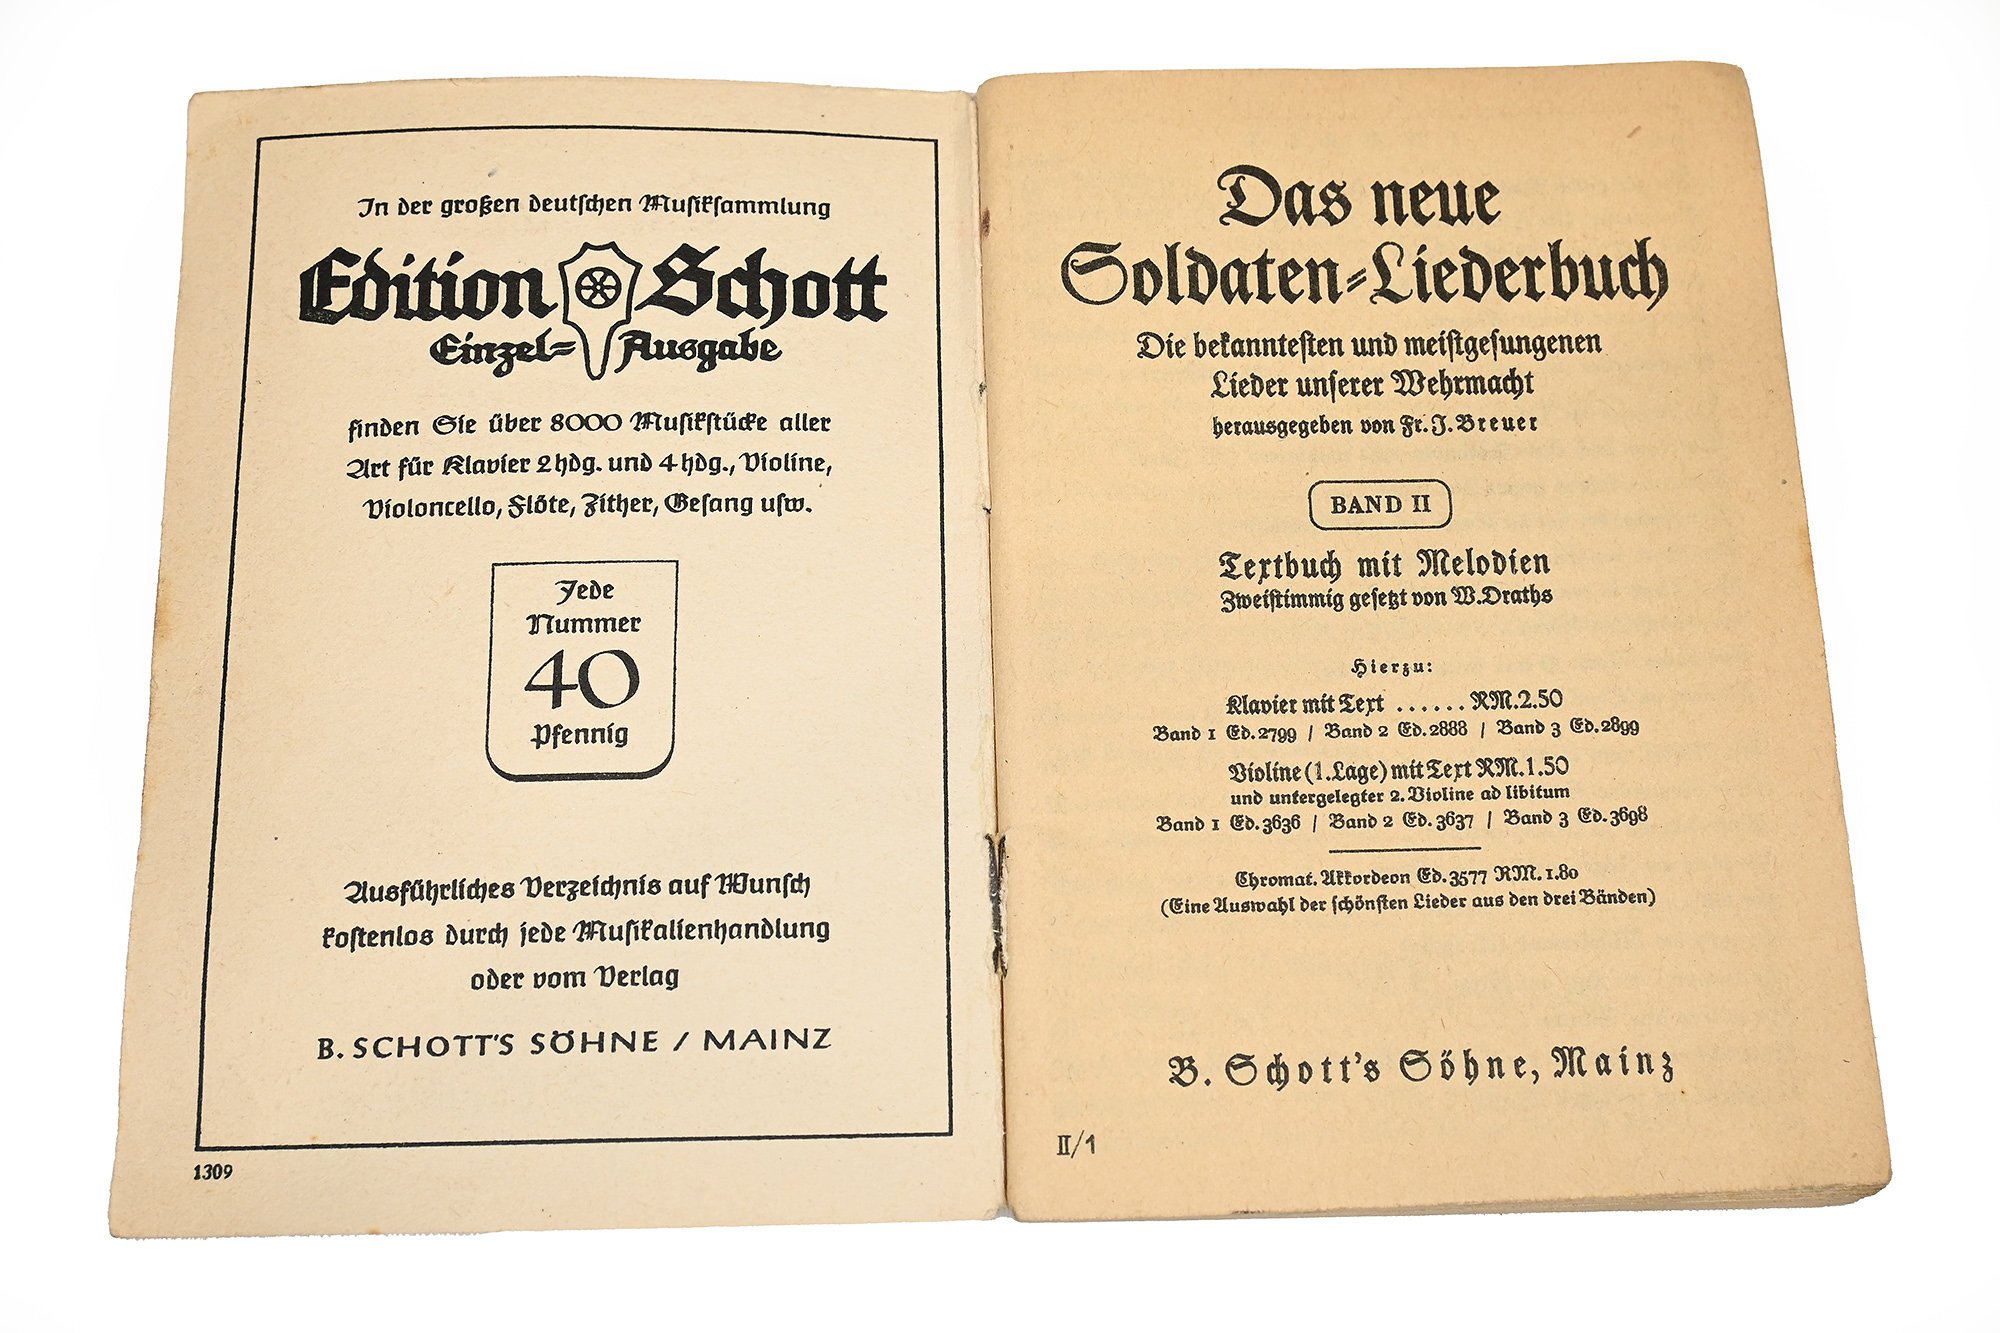 In der großen deutschen Musiksammlung
Edition Schott
Einzel=Ausgabe
finden Sie über 8000 Musikstücke aller
Art für Klavier 2hdg. und 4hdg., Violine,
Violoncello, Flöte, Zither, Gesang usw.
Jede
Nummer
40
Pfennig
Ausführliches Verzeichnis auf Wunsch
kostenlos durch jede Musikalienhandlung
oder vom Verlag
B. SCHOTT'S SÖHNE / MAINZ
1309
Das neue
Soldaten=Liederbuch
Die bekanntesten und meistgesungenen
Lieder unserer Wehrmacht
herausgegeben von Fr. J. Breuer
BAND II
Textbuch mit Melodien
Zweistimmig gesetzt von W. Draths
Hierzu:
Klavier mit Text ...... RM. 2.50
Band 1 Ed. 2799 / Band 2 Ed. 2888 / Band 3 Ed. 2899
Violine (1. Lage) mit Text RM. 1.50
und untergelegter 2. Violine ad libitum
Band 1 Ed. 3636 / Band 2 Ed. 3637 / Band 3 Ed. 3698
Chromat. Akkordeon Ed. 3577 RM. 1.80
(Eine Auswahl der schönsten Lieder aus den drei Bänden)
B. Schott's Söhne, Mainz
II/1